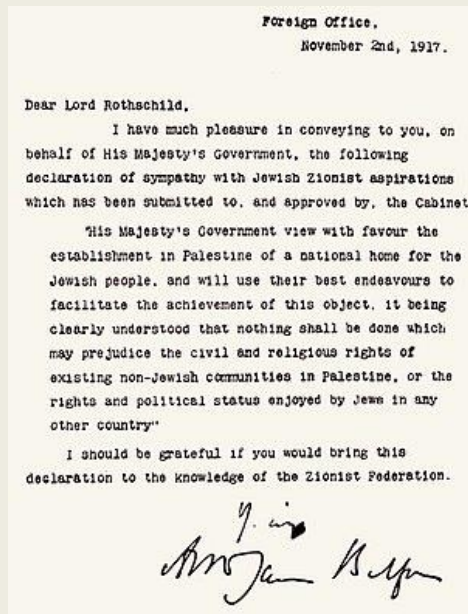 Foreign Office,
November 2nd, 1917.
Dear Lord Rothschild,
I have much pleasure in conveying to you, on
behalf of His Majesty's Government, the following
declaration of sympathy with Jewish Zionist aspirations
which has been submitted to, and approved by, the Cabinet
"His Majesty's Government view with favour the
establishment in Palestine of a national home for the
Jewish people, and will use their best endeavours to
facilitate the achievement of this object, it being
clearly understood that nothing shall be done which
may prejudice the civil and religious rights of
existing non-Jewish communities in Palestine, or the
rights and political status enjoyed by Jews in any
other country"
I should be grateful if you would bring this
declaration to the knowledge of the Zionist Federation.